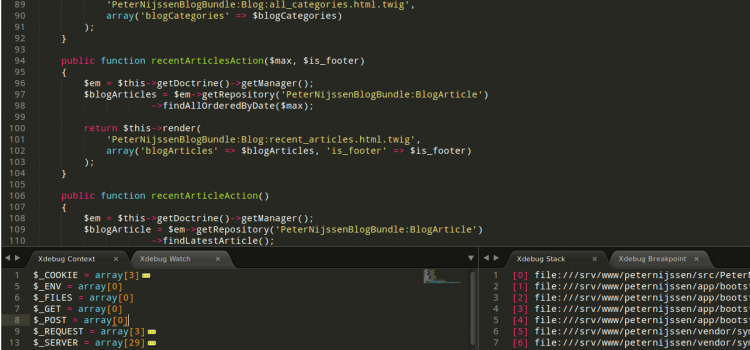 89 'PeterNijssenBlogBundle:Blog:all_categories.html.twig',
90 array('blogCategories' => $blogCategories)
91 );
92 }
93
94 public function recentArticlesAction($max, $is_footer)
95 {
96 $em = $this->getDoctrine()->getManager();
97 $blogArticles = $em->getRepository('PeterNijssenBlogBundle:BlogArticle')
98 ->findAllOrderedByDate($max);
99
100 return $this->render(
101 'PeterNijssenBlogBundle:Blog:recent_articles.html.twig',
102 array('blogArticles' => $blogArticles, 'is_footer' => $is_footer)
103 );
104 }
105
106 public function recentArticleAction()
107 {
108 $em = $this->getDoctrine()->getManager();
109 $blogArticle = $em->getRepository('PeterNijssenBlogBundle:BlogArticle')
110 ->findLatestArticle();
Xdebug Context × Xdebug Watch ×
1 $_COOKIE = array[3]
5 $_ENV = array[0]
6 $_FILES = array[0]
7 $_GET = array[0]
8 $_POST = array[0]
9 $_REQUEST = array[3]
13 $_SERVER = array[29]
Xdebug Stack × Xdebug Breakpoint ×
1 [0] file:///srv/www/peternijssen/src/Peter
2 [1] file:///srv/www/peternijssen/app/boots
3 [2] file:///srv/www/peternijssen/app/boots
4 [3] file:///srv/www/peternijssen/app/boots
5 [4] file:///srv/www/peternijssen/app/boots
6 [5] file:///srv/www/peternijssen/vendor/sy
7 [6] file:///srv/www/peternijssen/vendor/sy